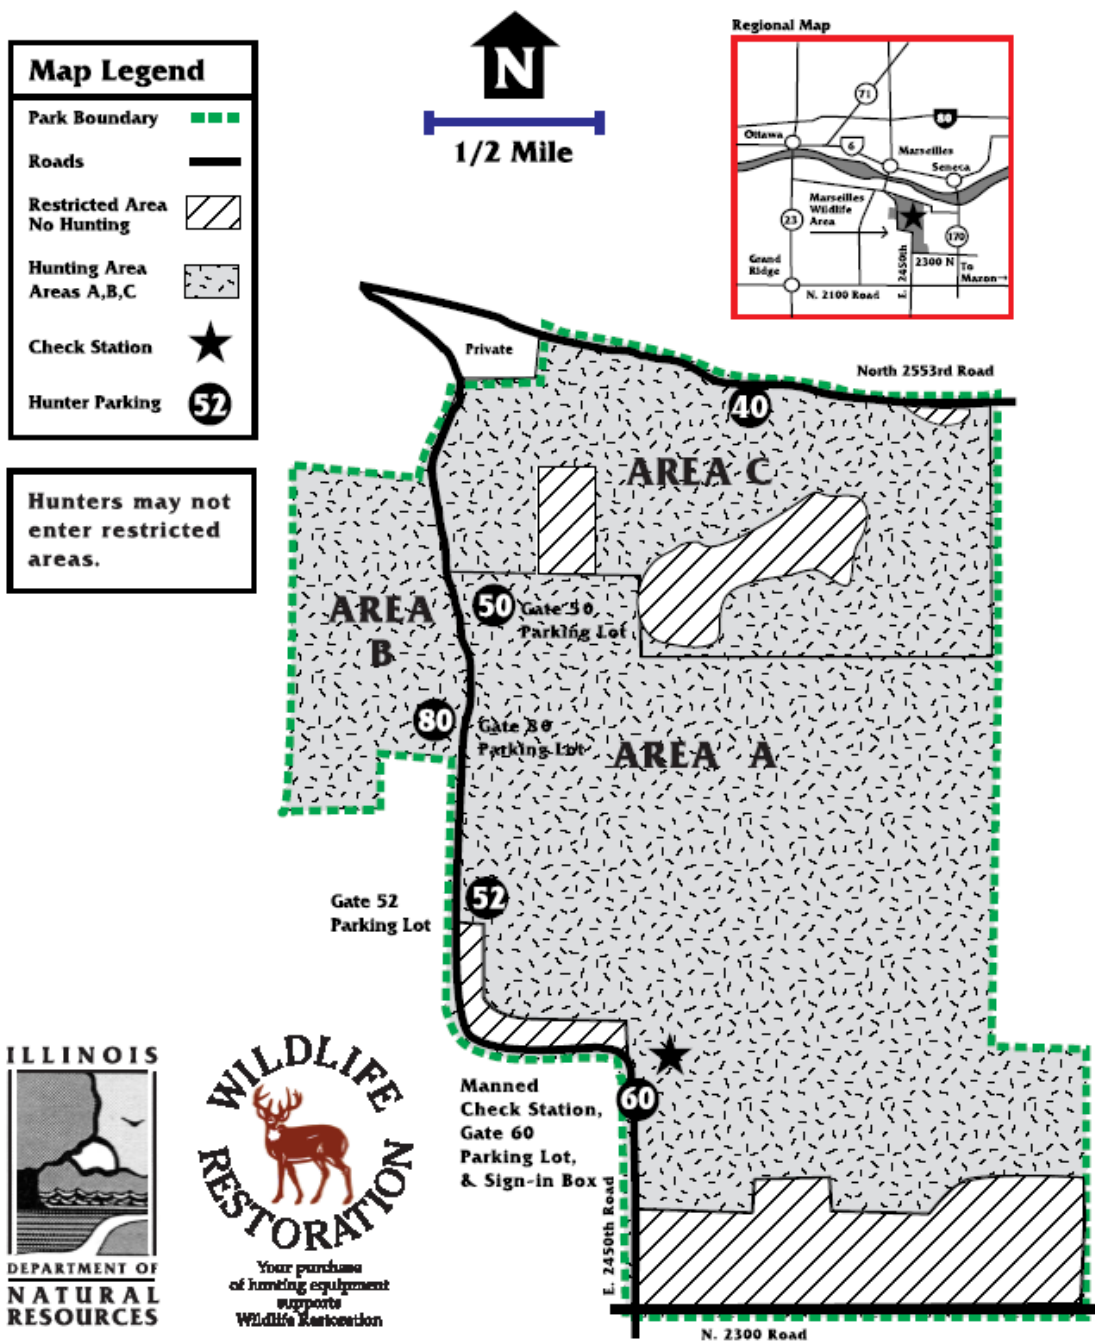 Regional Map
N
1/2 Mile
Map Legend
Park Boundary
Roads
Restricted Area
No Hunting
Hunting Area
Areas A,B,C
Check Station
Hunter Parking
52
Hunters may not
enter restricted
areas.
71
80
Ottawa
6
Marseilles
Seneca
Marseilles
Wildlife
Area
23
170
Grand
Ridge
E. 2450th
2300 N
To
Mazon→
N. 2100 Road
Private
North 2553rd Road
40
AREA C
AREA
B
50
Gate 50
Parking Lot
80
Gate 80
Parking Lot
AREA A
Gate 52
Parking Lot
52
Manned
Check Station,
Gate 60
Parking Lot,
& Sign-in Box
60
E. 2450th Road
N. 2300 Road
ILLINOIS
DEPARTMENT OF
NATURAL
RESOURCES
WILDLIFE
RESTORATION
Your purchase
of hunting equipment
supports
Wildlife Restoration